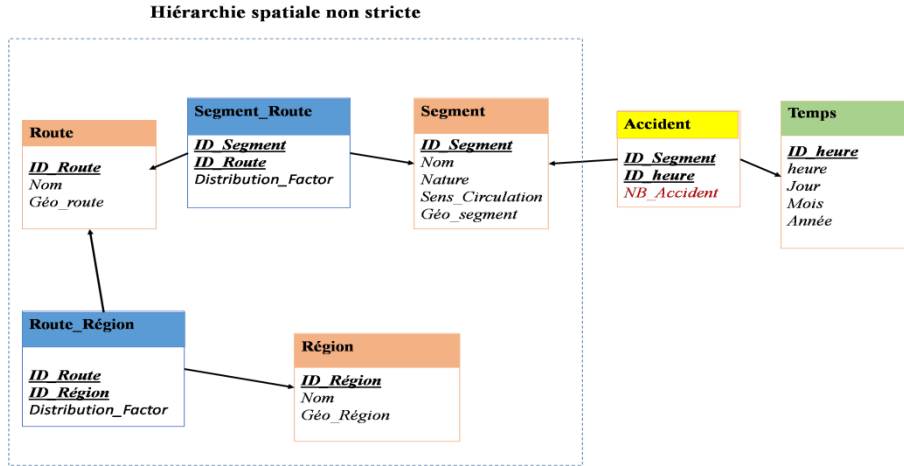 Hiérarchie spatiale non stricte
Route
ID_Route
Nom
Géo_route
Segment_Route
ID_Segment
ID_Route
Distribution_Factor
Segment
ID_Segment
Nom
Nature
Sens_Circulation
Géo_segment
Accident
ID_Segment
ID_heure
NB_Accident
Temps
ID_heure
heure
Jour
Mois
Année
Route_Région
ID_Route
ID_Région
Distribution_Factor
Région
ID_Région
Nom
Géo_Région